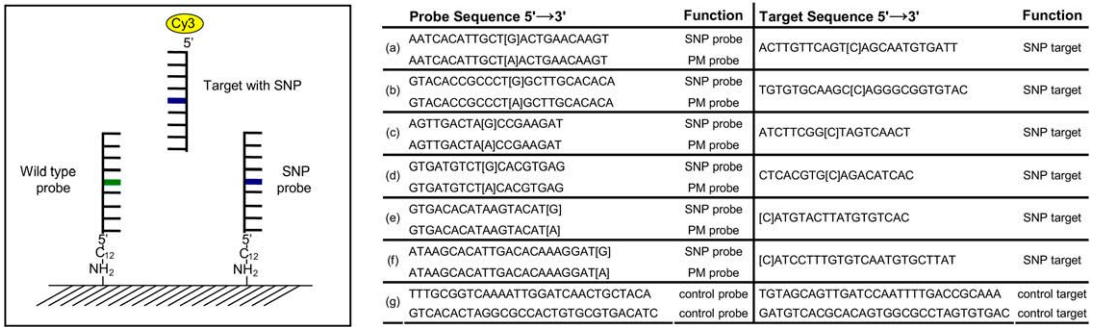 Cy3
5'
Target with SNP
Wild type
probe
SNP
probe
5'
C12
NH2
5'
C12
NH2
Probe Sequence 5'→3' Function Target Sequence 5'→3' Function
(a) AATCACATTGCT[G]ACTGAACAAGT SNP probe ACTTGTTCAGT[C]AGCAATGTGATT SNP target
AATCACATTGCT[A]ACTGAACAAGT PM probe
(b) GTACACCGCCCT[G]GCTTGCACACA SNP probe TGTGTGCAAGC[C]AGGGCGGTGTAC SNP target
GTACACCGCCCT[A]GCTTGCACACA PM probe
(c) AGTTGACTA[G]CCGAAGAT SNP probe ATCTTCGG[C]TAGTCAACT SNP target
AGTTGACTA[A]CCGAAGAT PM probe
(d) GTGATGTCT[G]CACGTGAG SNP probe CTCACGTG[C]AGACATCAC SNP target
GTGATGTCT[A]CACGTGAG PM probe
(e) GTGACACATAAGTACAT[G] SNP probe [C]ATGTACTTATGTGTCAC SNP target
GTGACACATAAGTACAT[A] PM probe
(f) ATAAGCACATTGACACAAAGGAT[G] SNP probe [C]ATCCTTTGTGTCAATGTGCTTAT SNP target
ATAAGCACATTGACACAAAGGAT[A] PM probe
(g) TTTGCGGTCAAAATTGGATCAACTGCTACA control probe TGTAGCAGTTGATCCAATTTTGACCGCAAA control target
GTCACACTAGGCGCCACTGTGCGTGACATC control probe GATGTCACGCACAGTGGCGCCTAGTGTGAC control target